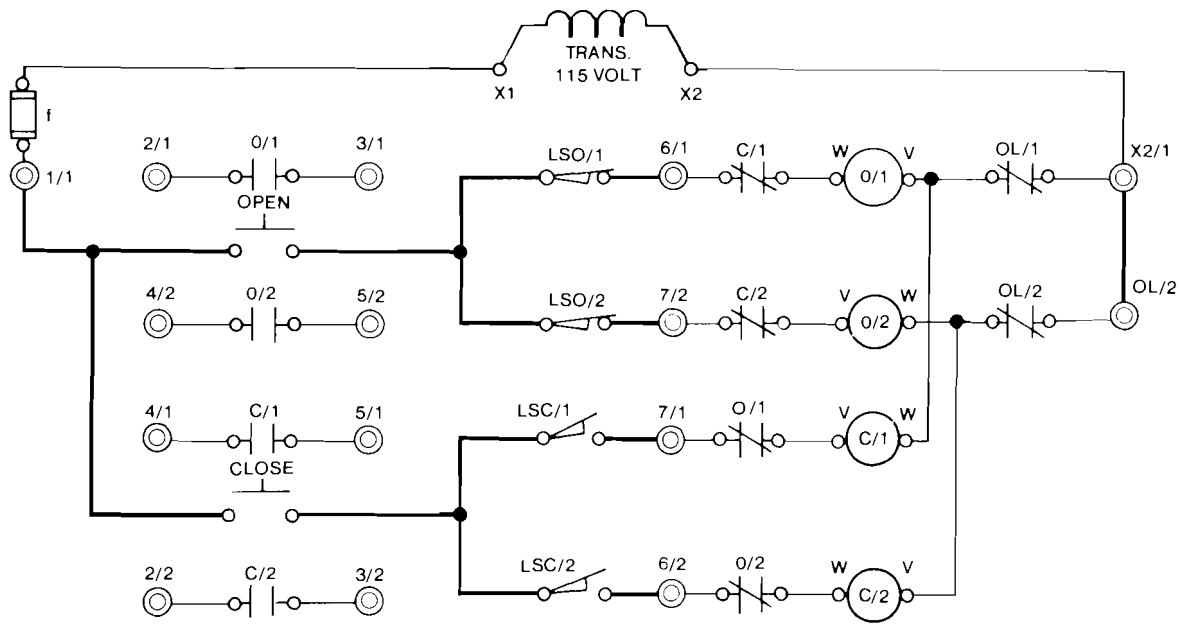 TRANS.
115 VOLT
X1
X2
f
1/1
2/1
0/1
3/1
OPEN
LSO/1
6/1
C/1
W
0/1
V
OL/1
X2/1
4/2
0/2
5/2
LSO/2
7/2
C/2
V
0/2
W
OL/2
OL/2
4/1
C/1
5/1
CLOSE
LSC/1
7/1
O/1
V
C/1
W
2/2
C/2
3/2
LSC/2
6/2
0/2
W
C/2
V